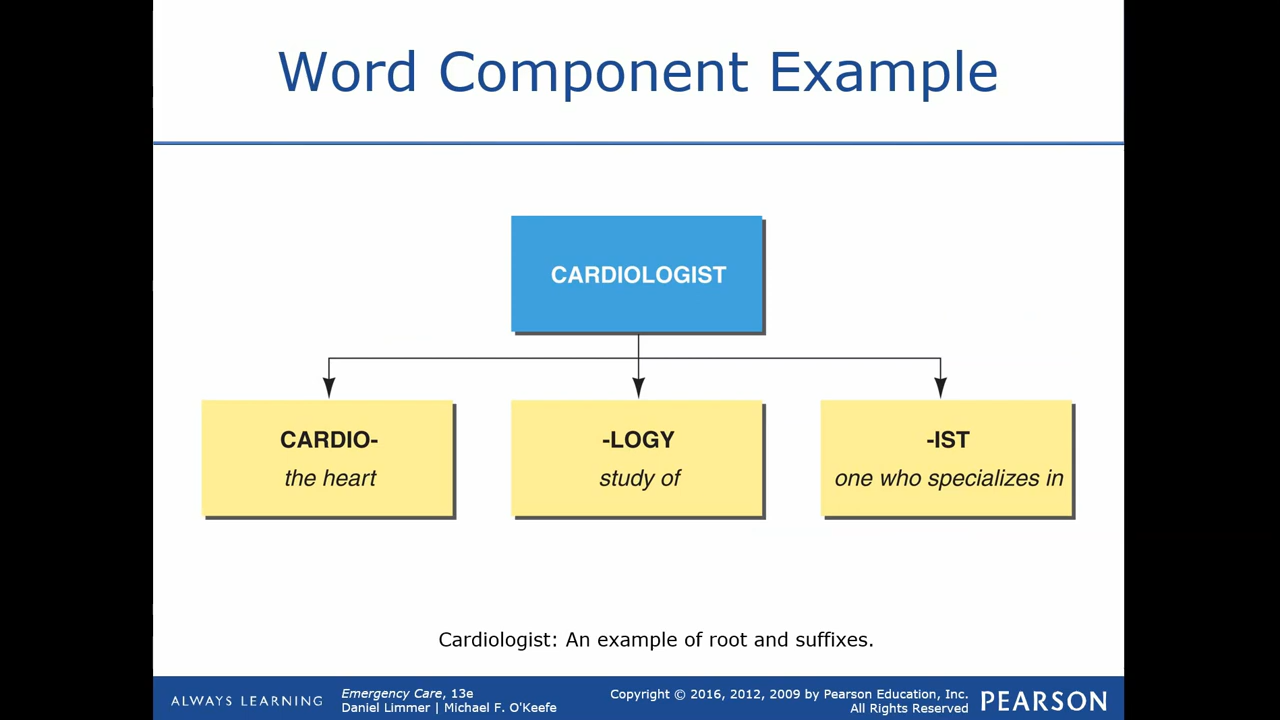 Word Component Example
CARDIOLOGIST
CARDIO-
the heart
-LOGY
study of
-IST
one who specializes in
Cardiologist: An example of root and suffixes.
ALWAYS LEARNING
Emergency Care, 13e
Daniel Limmer | Michael F. O'Keefe
Copyright © 2016, 2012, 2009 by Pearson Education, Inc.
All Rights Reserved
PEARSON